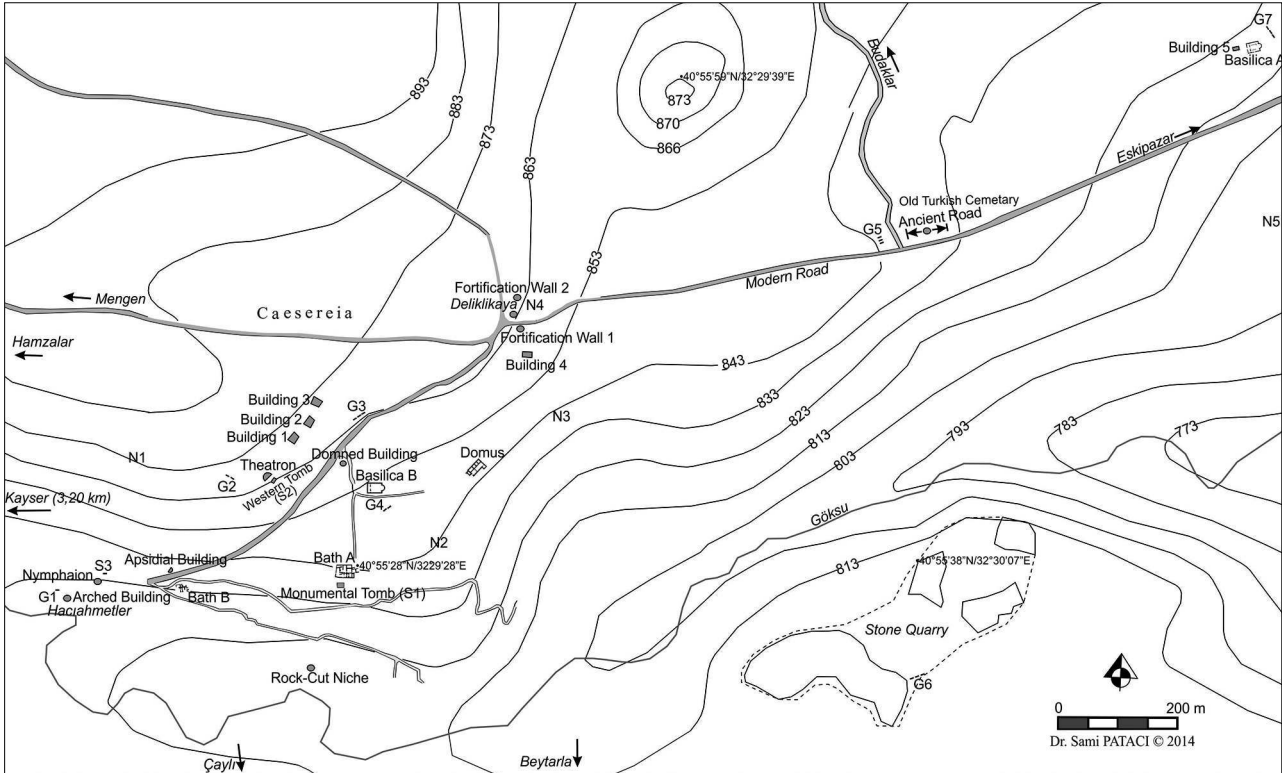 G7
Building 5
Basilica A
Budaklar
40°55'59"N/32°29'39"E
873
870
866
893
883
873
863
853
Eskipazar
Old Turkish Cemetary
Ancient Road
G5
N5
Modern Road
Mengen
Caesereia
Hamzalar
Fortification Wall 2
Deliklikaya
N4
Fortification Wall 1
Building 4
843
833
823
813
803
793
783
773
Building 3
Building 2
Building 1
G3
N3
N1
Domped Building
Domus
Theatron
Western Tomb
(S2)
Basilica B
G2
G4
Kayser (3,20 km)
Göksu
N2
Apsidial Building
Bath A
40°55'28"N/3229'28"E
Nymphaion
S3
G1
Arched Building
Hacıahmetler
Bath B
Monumental Tomb (S1)
813
40°55'38"N/32°30'07"E
Stone Quarry
G6
Rock-Cut Niche
Çaylı
Beytarla
0
200 m
Dr. Sami PATACI © 2014